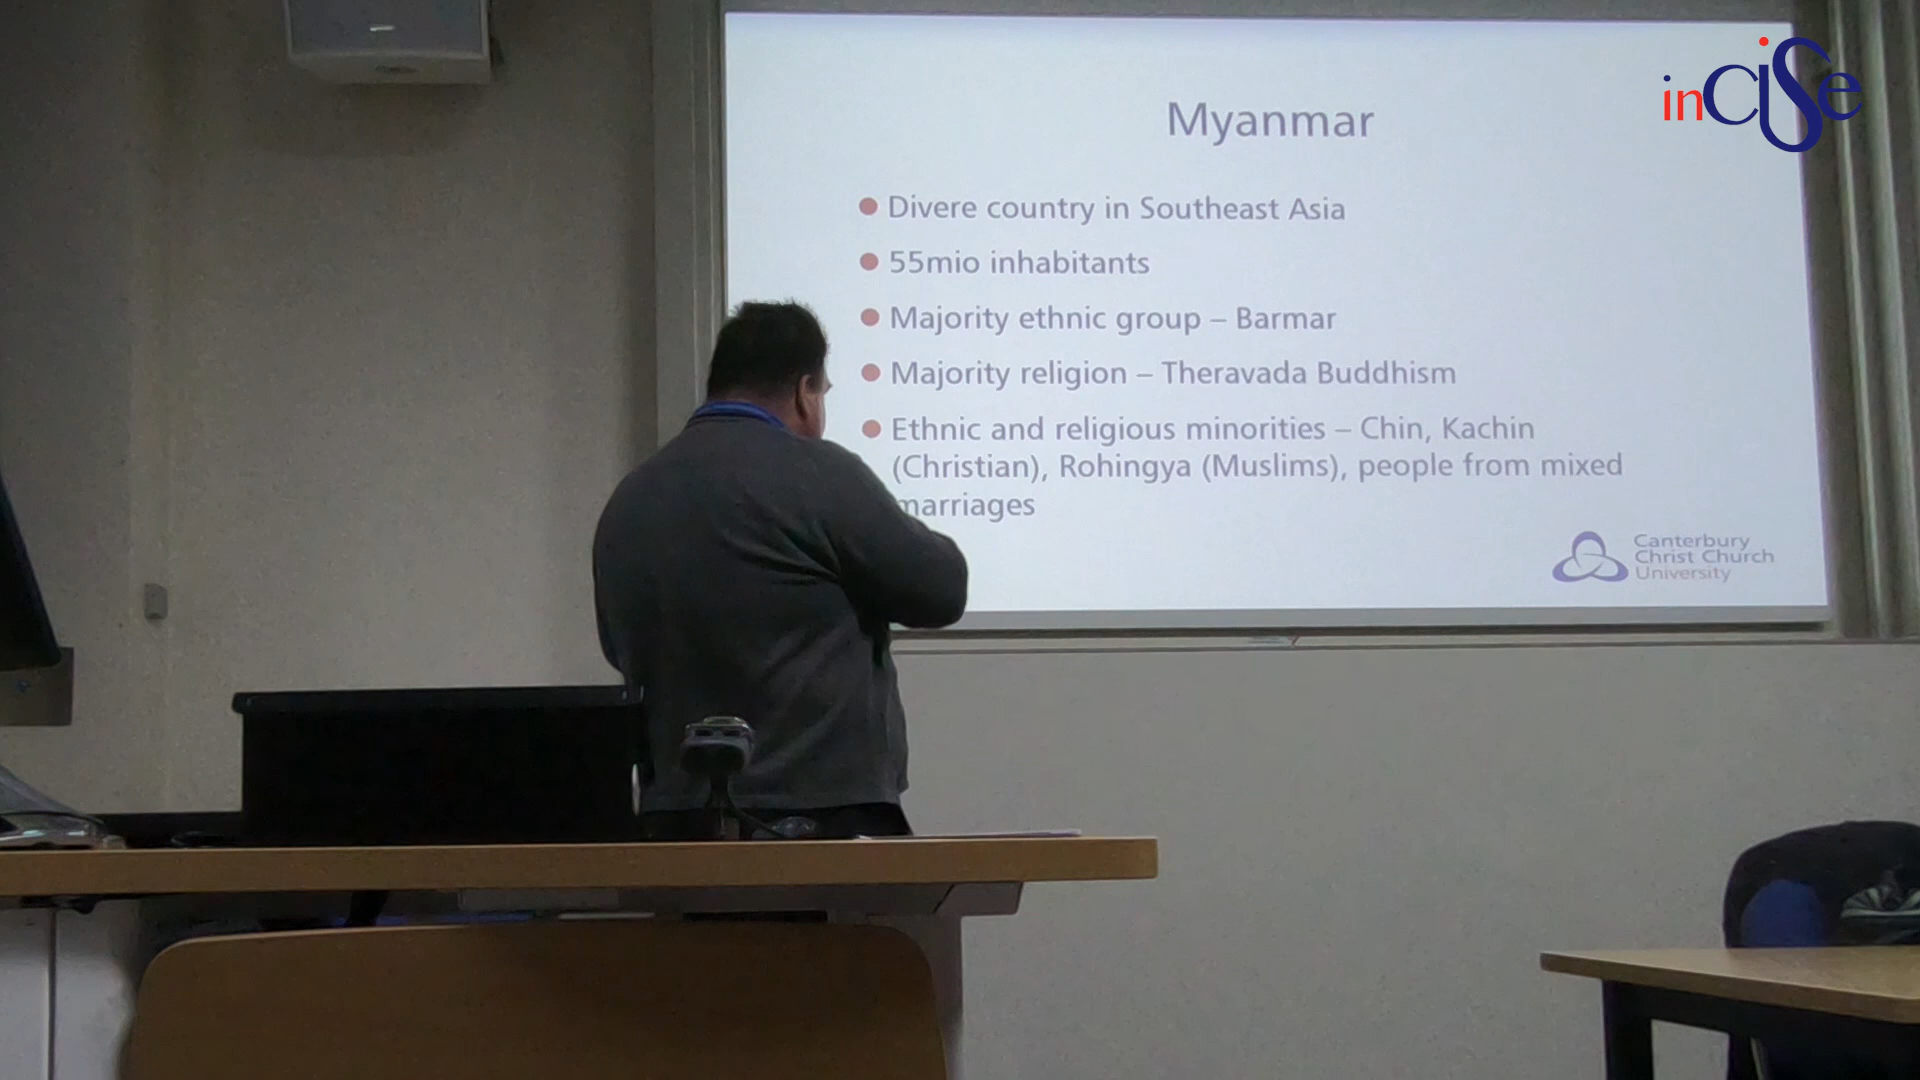 inCISe
Myanmar
Divere country in Southeast Asia
55mio inhabitants
Majority ethnic group – Barmar
Majority religion – Theravada Buddhism
Ethnic and religious minorities – Chin, Kachin
(Christian), Rohingya (Muslims), people from mixed
marriages
Canterbury
Christ Church
University